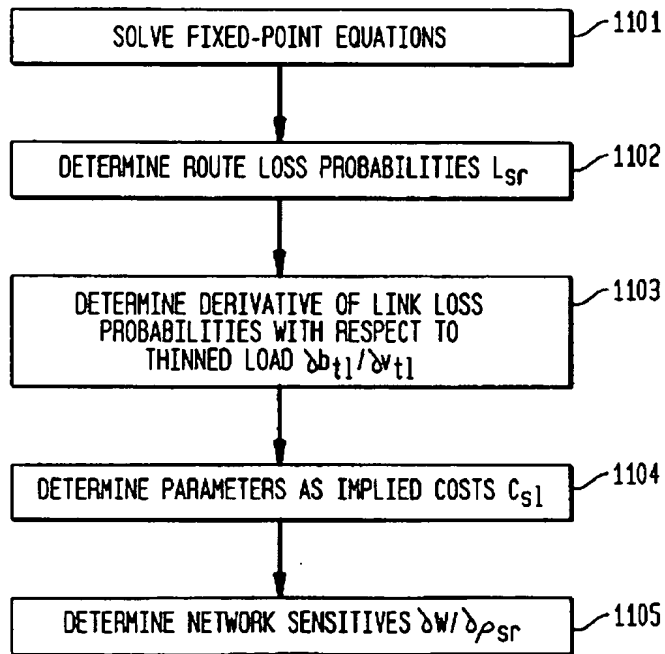 SOLVE FIXED-POINT EQUATIONS
1101
DETERMINE ROUTE LOSS PROBABILITIES Lsr
1102
DETERMINE DERIVATIVE OF LINK LOSS
PROBABILITIES WITH RESPECT TO
THINNED LOAD ∂btl/∂vtl
1103
DETERMINE PARAMETERS AS IMPLIED COSTS Csl
1104
DETERMINE NETWORK SENSITIVES ∂W/∂ρsr
1105